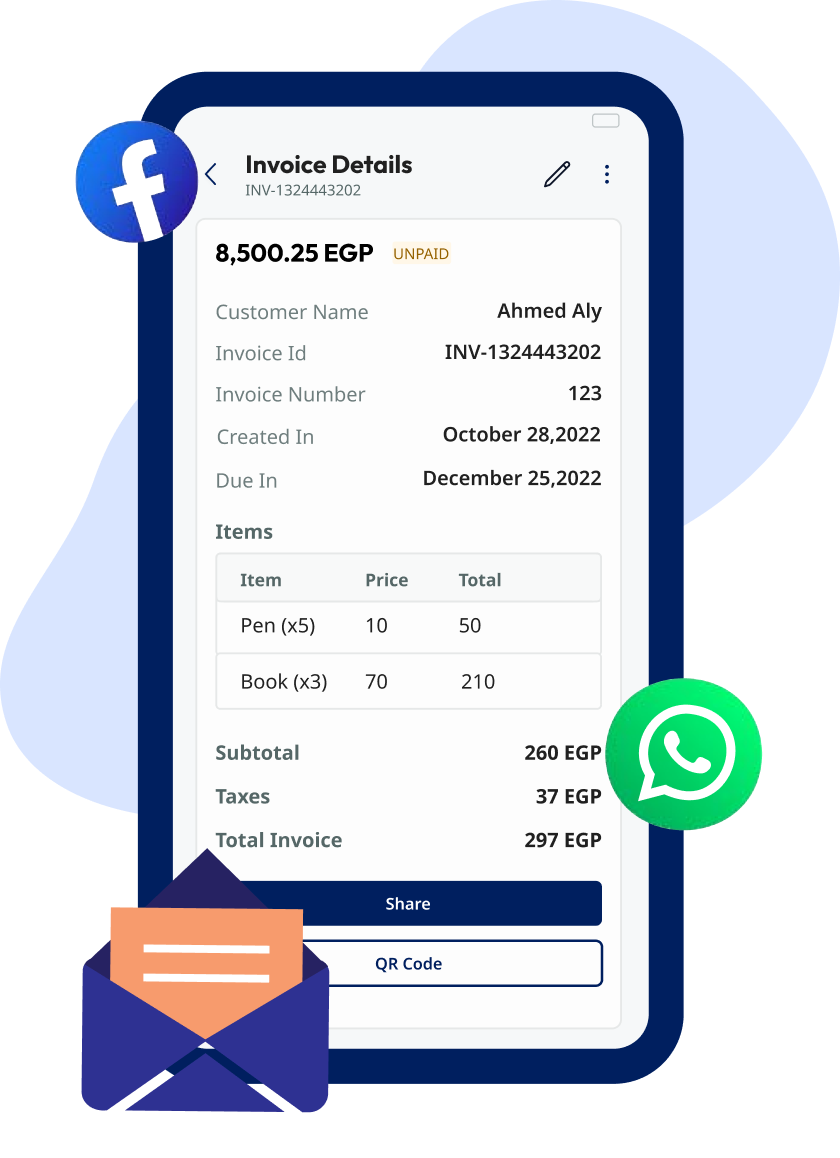 Invoice Details
INV-1324443202
8,500.25 EGP UNPAID
Customer Name Ahmed Aly
Invoice Id INV-1324443202
Invoice Number 123
Created In October 28,2022
Due In December 25,2022
Items
Item Price Total
Pen (x5) 10 50
Book (x3) 70 210
Subtotal 260 EGP
Taxes 37 EGP
Total Invoice 297 EGP
Share
QR Code